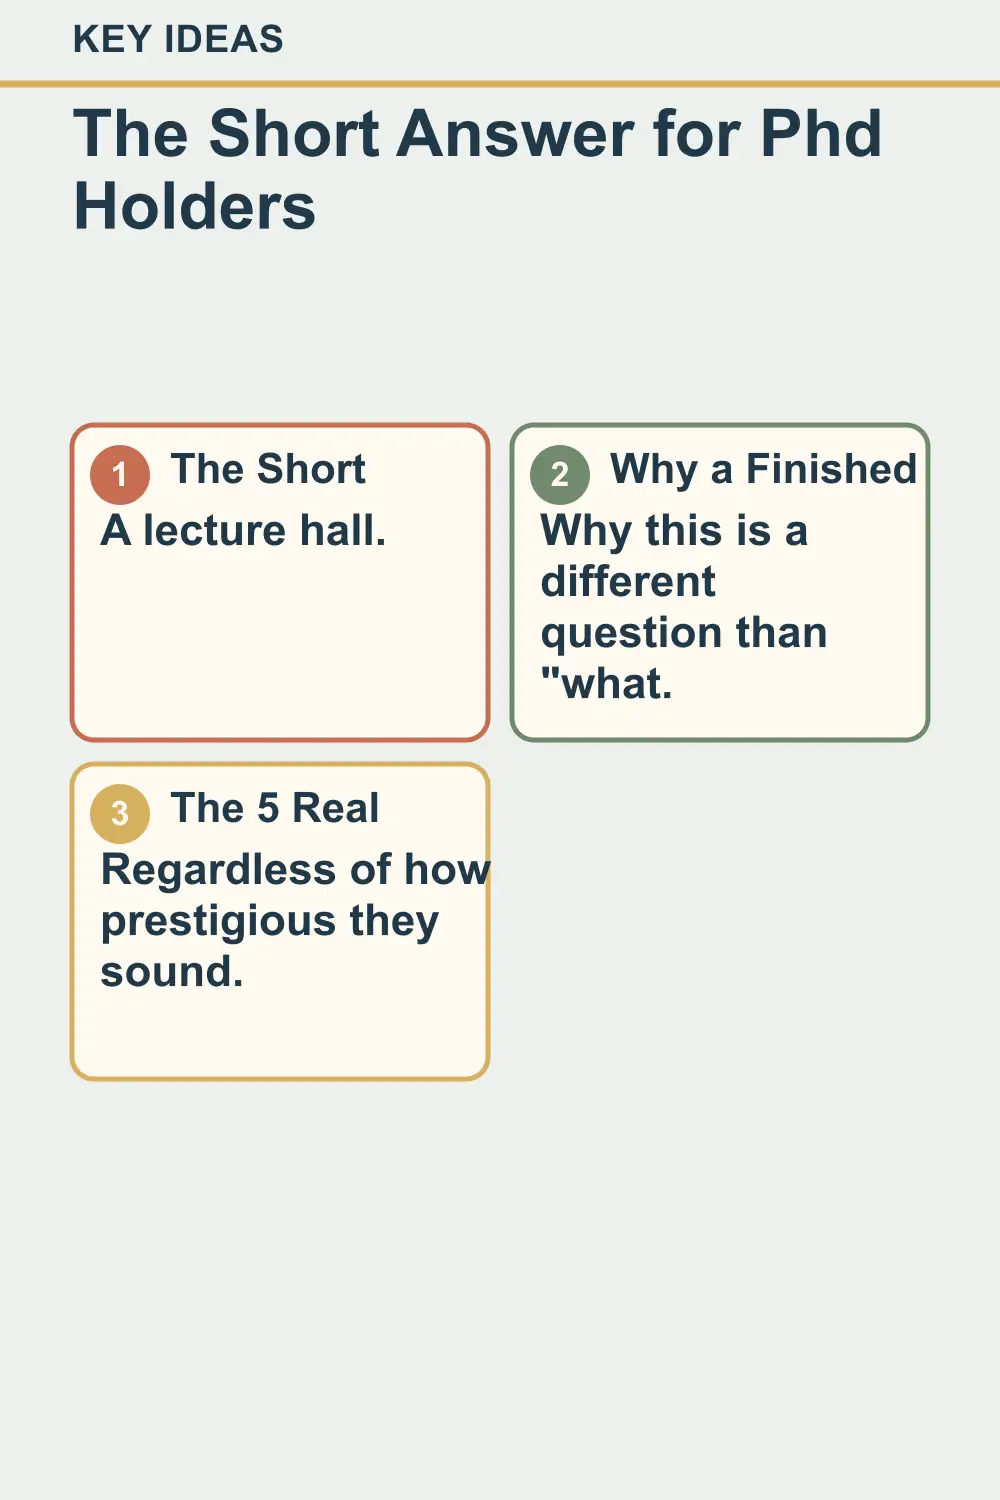 KEY IDEAS
The Short Answer for Phd
Holders
1 The Short
A lecture hall.
2 Why a Finished
Why this is a
different
question than
"what.
3 The 5 Real
Regardless of how
prestigious they
sound.